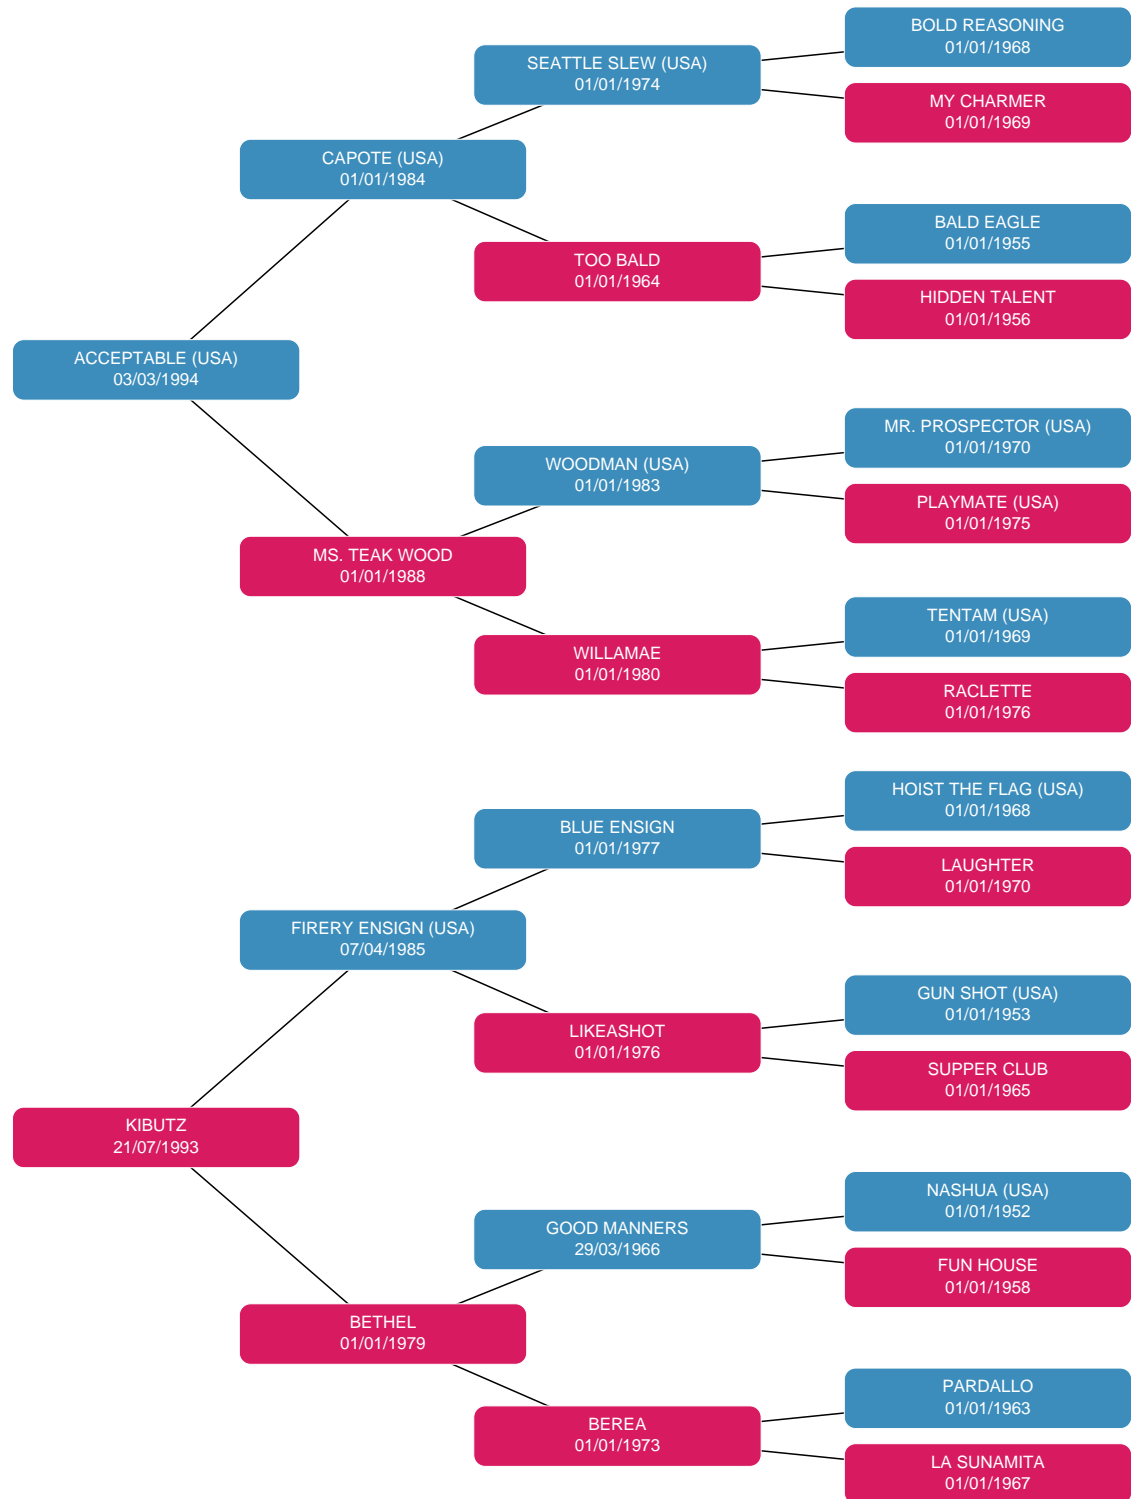 BOLD REASONING
01/01/1968
SEATTLE SLEW (USA)
01/01/1974
MY CHARMER
01/01/1969
CAPOTE (USA)
01/01/1984
BALD EAGLE
01/01/1955
TOO BALD
01/01/1964
HIDDEN TALENT
01/01/1956
ACCEPTABLE (USA)
03/03/1994
MR. PROSPECTOR (USA)
01/01/1970
WOODMAN (USA)
01/01/1983
PLAYMATE (USA)
01/01/1975
MS. TEAK WOOD
01/01/1988
TENTAM (USA)
01/01/1969
WILLAMAE
01/01/1980
RACLETTE
01/01/1976
HOIST THE FLAG (USA)
01/01/1968
BLUE ENSIGN
01/01/1977
LAUGHTER
01/01/1970
FIRERY ENSIGN (USA)
07/04/1985
GUN SHOT (USA)
01/01/1953
LIKEASHOT
01/01/1976
SUPPER CLUB
01/01/1965
KIBUTZ
21/07/1993
NASHUA (USA)
01/01/1952
GOOD MANNERS
29/03/1966
FUN HOUSE
01/01/1958
BETHEL
01/01/1979
PARDALLO
01/01/1963
BEREA
01/01/1973
LA SUNAMITA
01/01/1967